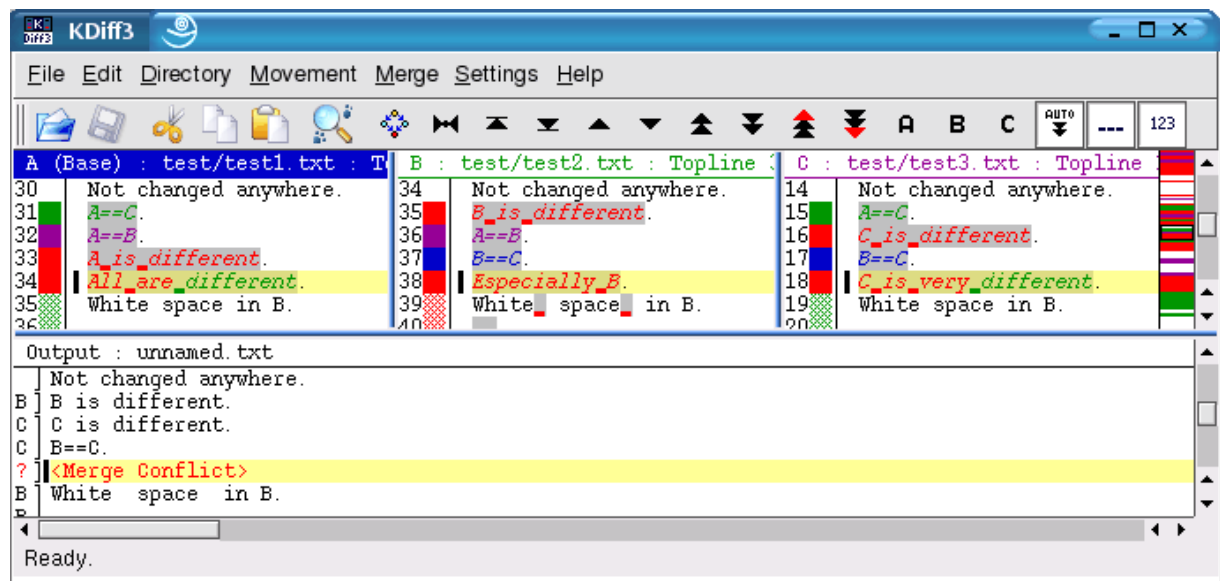 KDiff3
File Edit Directory Movement Merge Settings Help
A B C AUTO --- 123
A (Base) : test/test1.txt :
30 Not changed anywhere.
31 A==C.
32 A==B.
33 A is different.
34 All are different.
35 White space in B.
36
B : test/test2.txt : Topline
34 Not changed anywhere.
35 B is different.
36 A==B.
37 B==C.
38 Especially B.
39 White  space  in B.
40
C : test/test3.txt : Topline
14 Not changed anywhere.
15 A==C.
16 C is different.
17 B==C.
18 C is very different.
19 White space in B.
20
Output : unnamed.txt
Not changed anywhere.
B B is different.
C C is different.
C B==C.
? <Merge Conflict>
B White  space  in B.
B
Ready.